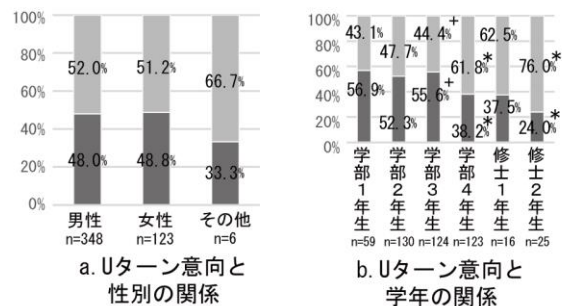 100%
80%
60%
40%
20%
0%
52.0%
51.2%
66.7%
48.0%
48.8%
33.3%
男性
女性
その他
n=348
n=123
n=6
a. Uターン意向と
性別の関係
100%
80%
60%
40%
20%
0%
43.1%
47.7%
44.4%+
61.8%*
62.5%
76.0%*
56.9%
52.3%
55.6%+
38.2%*
37.5%
24.0%*
学部1年生
学部2年生
学部3年生
学部4年生
修士1年生
修士2年生
n=59
n=130
n=124
n=123
n=16
n=25
b. Uターン意向と
学年の関係